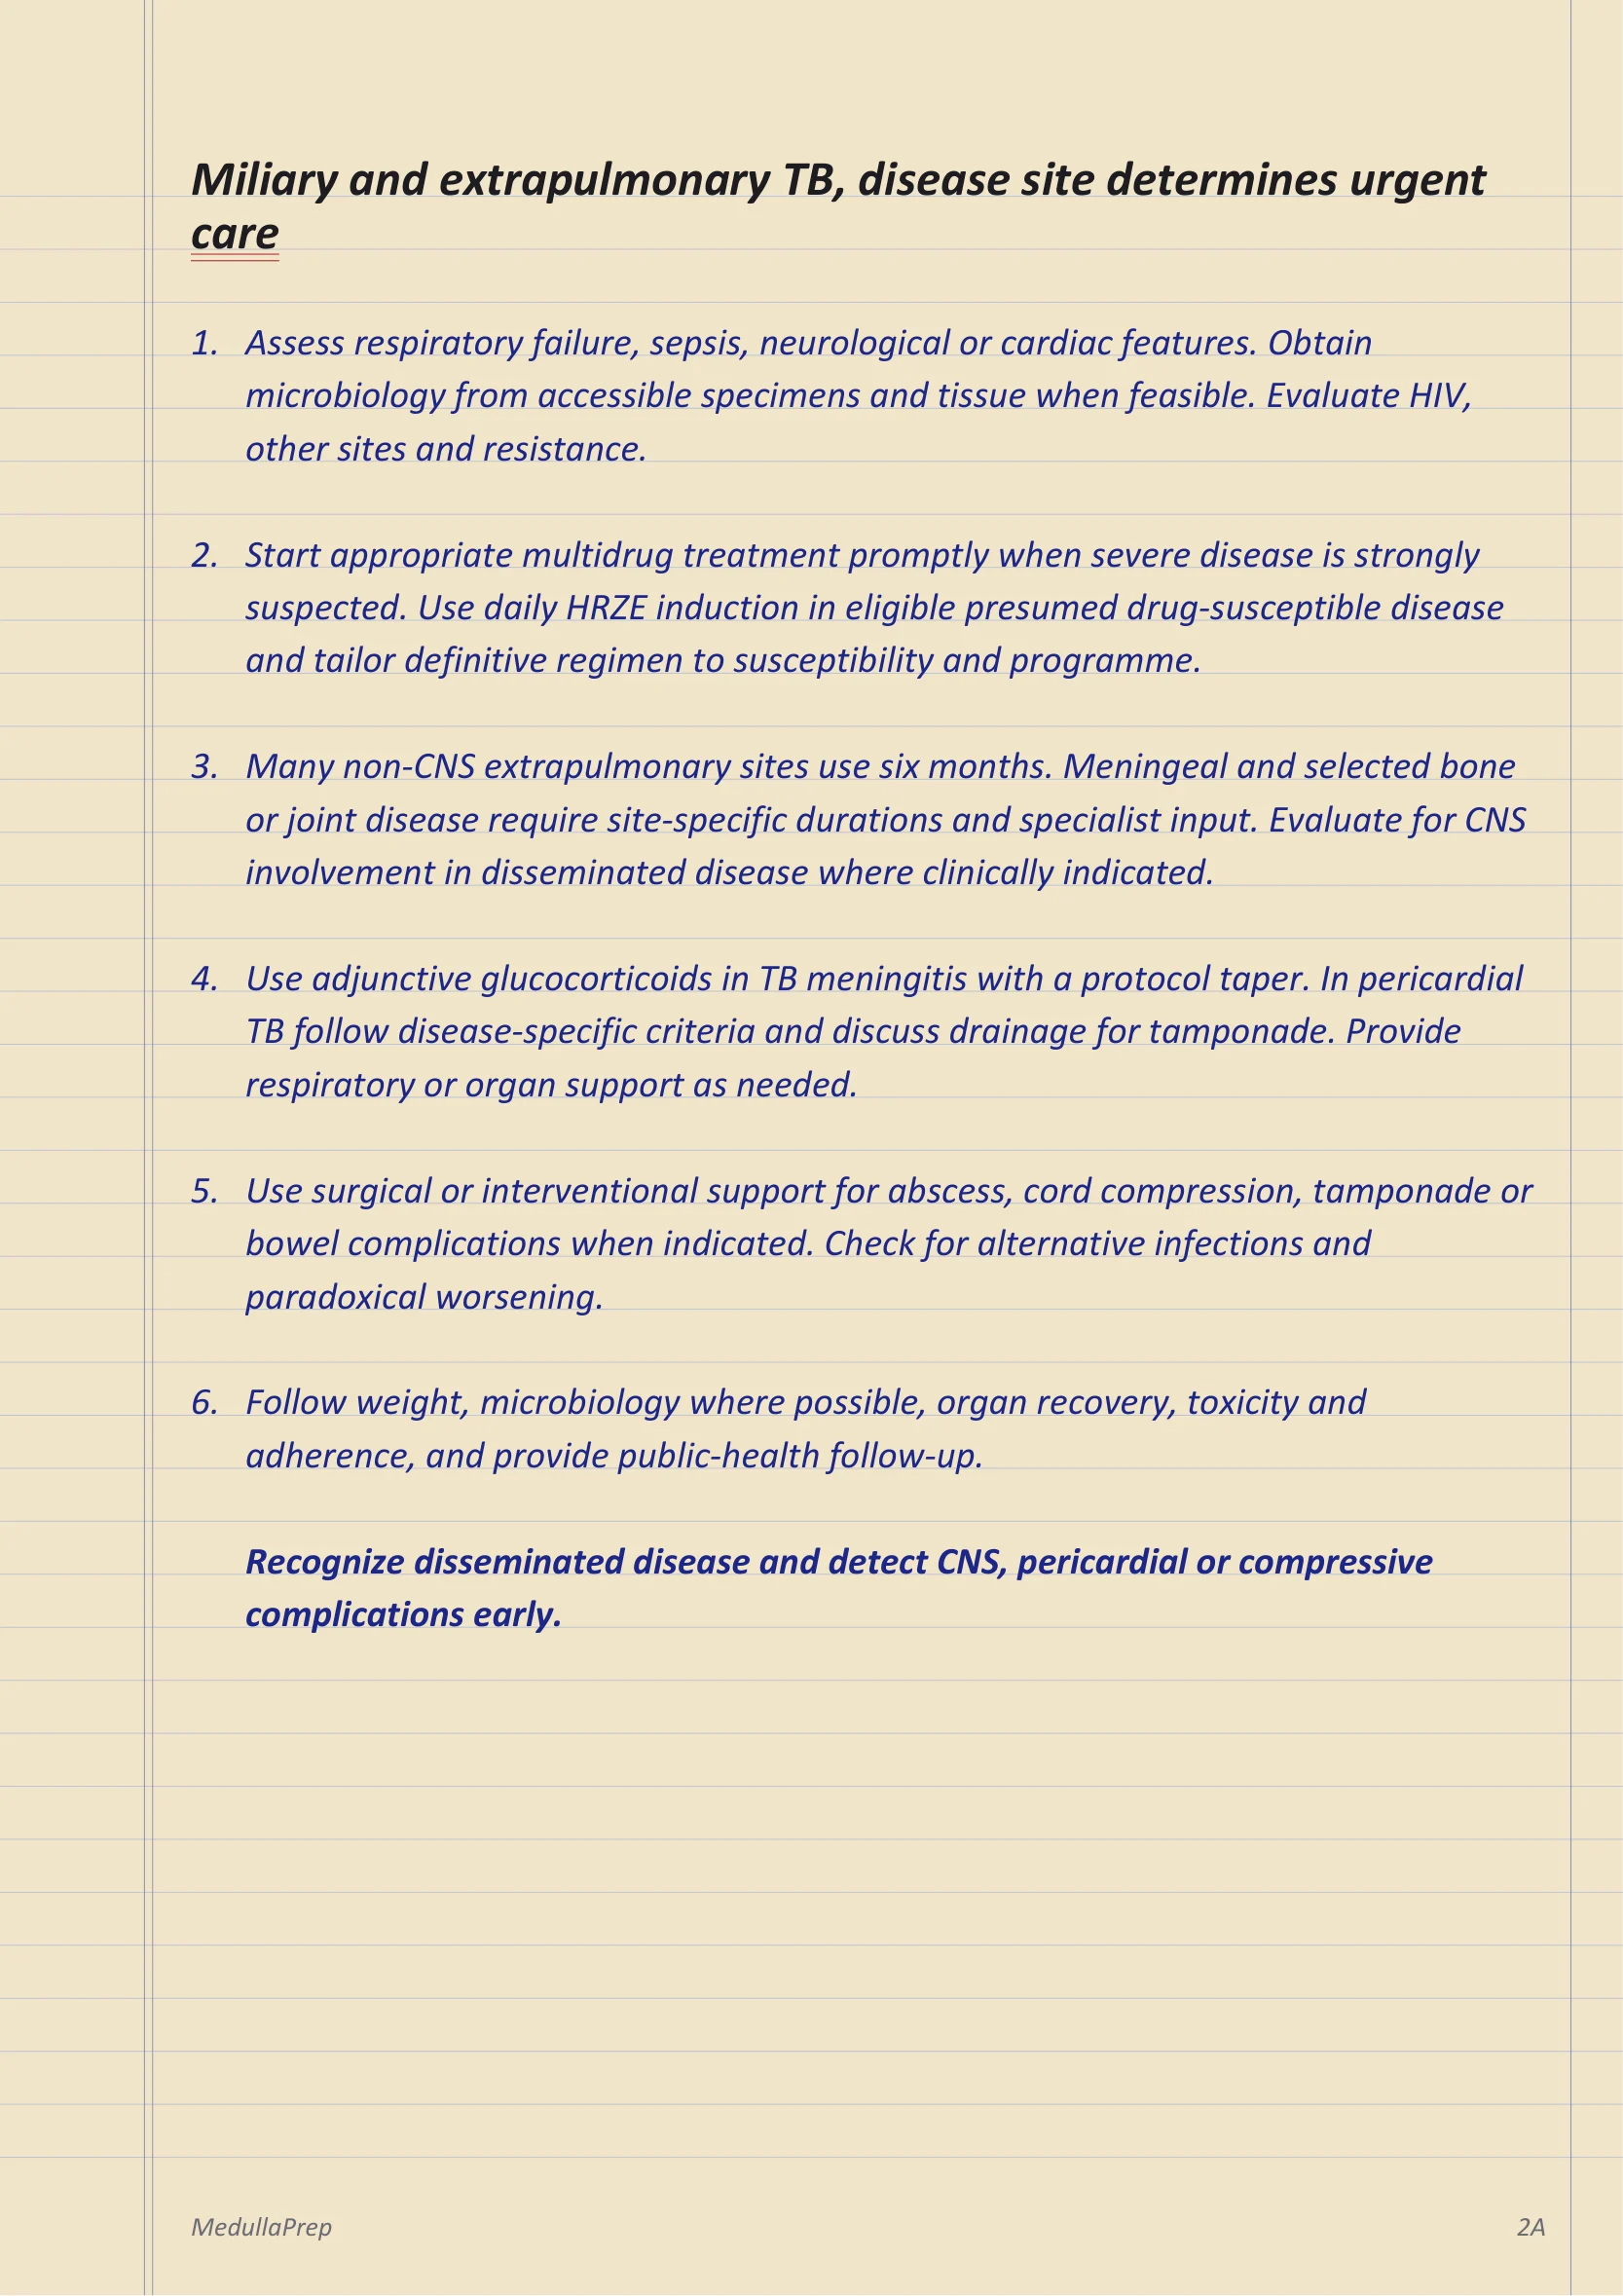 Miliary and extrapulmonary TB, disease site determines urgent
care
1. Assess respiratory failure, sepsis, neurological or cardiac features. Obtain
microbiology from accessible specimens and tissue when feasible. Evaluate HIV,
other sites and resistance.
2. Start appropriate multidrug treatment promptly when severe disease is strongly
suspected. Use daily HRZE induction in eligible presumed drug-susceptible disease
and tailor definitive regimen to susceptibility and programme.
3. Many non-CNS extrapulmonary sites use six months. Meningeal and selected bone
or joint disease require site-specific durations and specialist input. Evaluate for CNS
involvement in disseminated disease where clinically indicated.
4. Use adjunctive glucocorticoids in TB meningitis with a protocol taper. In pericardial
TB follow disease-specific criteria and discuss drainage for tamponade. Provide
respiratory or organ support as needed.
5. Use surgical or interventional support for abscess, cord compression, tamponade or
bowel complications when indicated. Check for alternative infections and
paradoxical worsening.
6. Follow weight, microbiology where possible, organ recovery, toxicity and
adherence, and provide public-health follow-up.
Recognize disseminated disease and detect CNS, pericardial or compressive
complications early.
MedullaPrep
2A